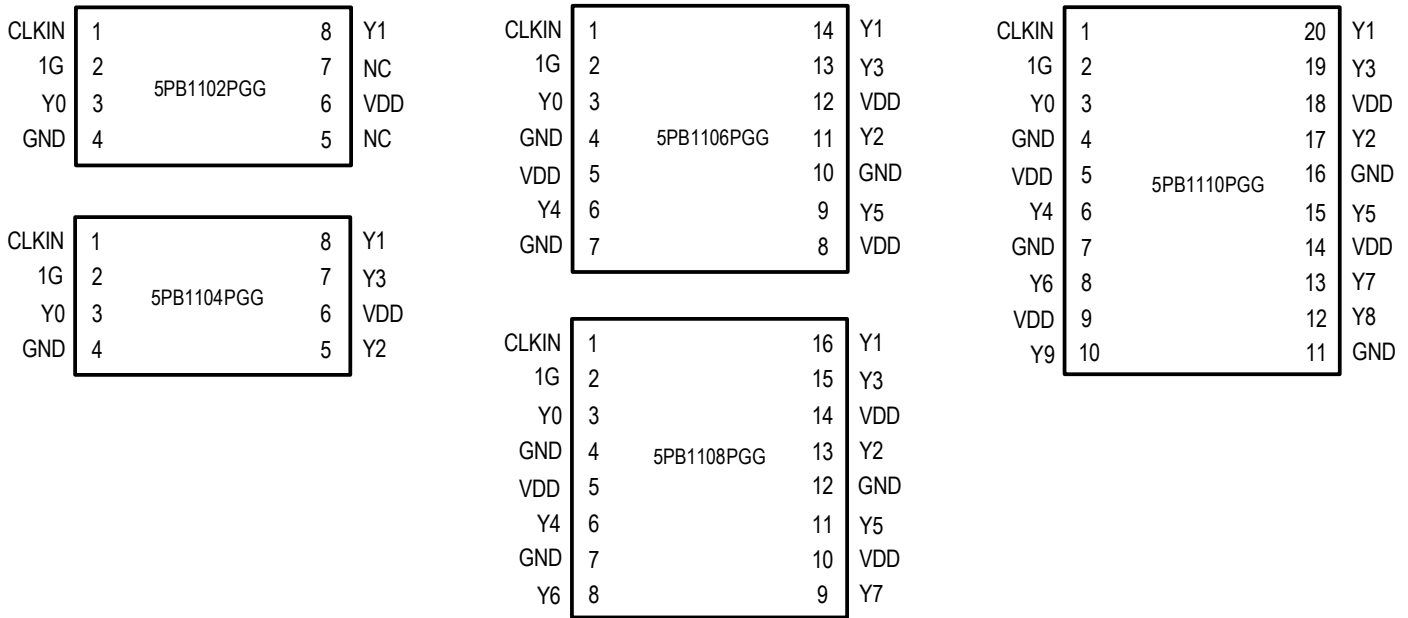 CLKIN 1 8 Y1
1G 2 7 NC
5PB1102PGG
Y0 3 6 VDD
GND 4 5 NC
CLKIN 1 8 Y1
1G 2 7 Y3
5PB1104PGG
Y0 3 6 VDD
GND 4 5 Y2
CLKIN 1 14 Y1
1G 2 13 Y3
Y0 3 12 VDD
GND 4 5PB1106PGG 11 Y2
VDD 5 10 GND
Y4 6 9 Y5
GND 7 8 VDD
CLKIN 1 16 Y1
1G 2 15 Y3
Y0 3 14 VDD
GND 4 5PB1108PGG 13 Y2
VDD 5 12 GND
Y4 6 11 Y5
GND 7 10 VDD
Y6 8 9 Y7
CLKIN 1 20 Y1
1G 2 19 Y3
Y0 3 18 VDD
GND 4 17 Y2
VDD 5 5PB1110PGG 16 GND
Y4 6 15 Y5
GND 7 14 VDD
Y6 8 13 Y7
VDD 9 12 Y8
Y9 10 11 GND